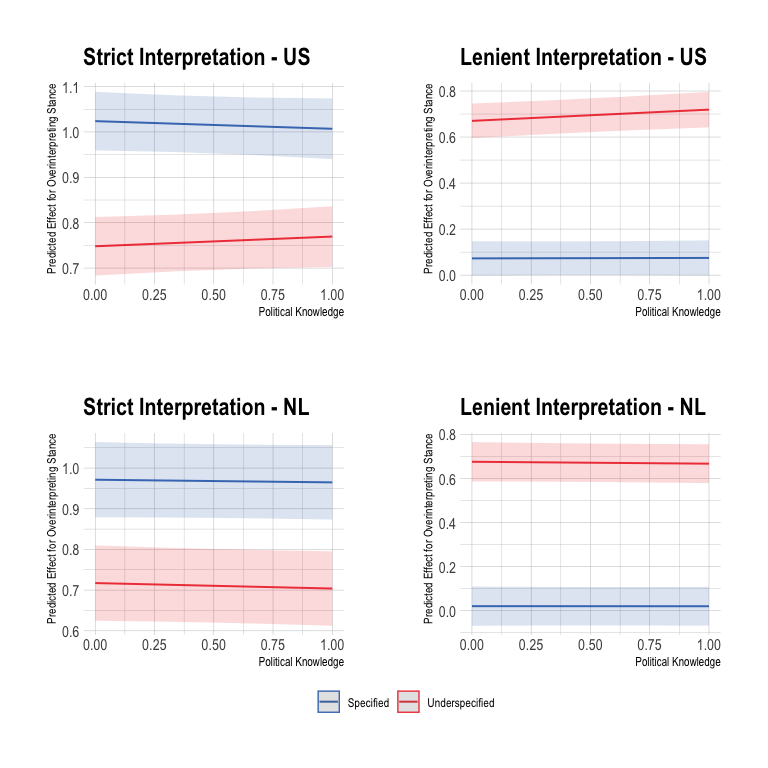 Strict Interpretation - US
Predicted Effect for Overinterpreting Stance
1.1
1.0
0.9
0.8
0.7
0.00 0.25 0.50 0.75 1.00
Political Knowledge
Lenient Interpretation - US
Predicted Effect for Overinterpreting Stance
0.8
0.6
0.4
0.2
0.0
0.00 0.25 0.50 0.75 1.00
Political Knowledge
Strict Interpretation - NL
Predicted Effect for Overinterpreting Stance
1.0
0.9
0.8
0.7
0.6
0.00 0.25 0.50 0.75 1.00
Political Knowledge
Lenient Interpretation - NL
Predicted Effect for Overinterpreting Stance
0.8
0.6
0.4
0.2
0.0
0.00 0.25 0.50 0.75 1.00
Political Knowledge
Specified Underspecified